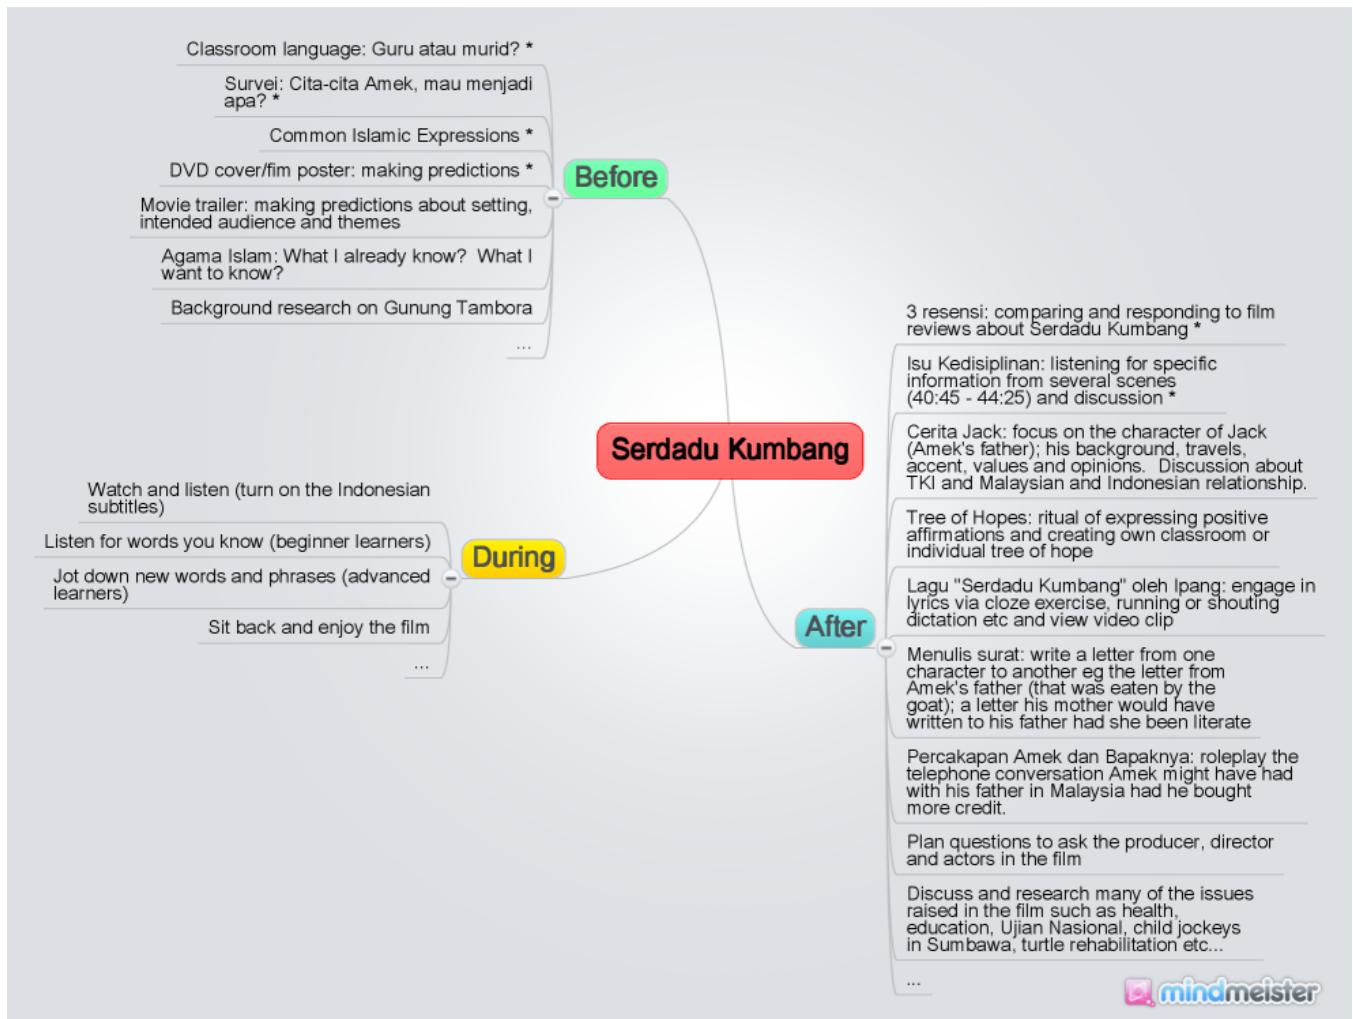 Classroom language: Guru atau murid? *
Survei: Cita-cita Amek, mau menjadi
apa? *
Common Islamic Expressions *
DVD cover/fim poster: making predictions *
Movie trailer: making predictions about setting,
intended audience and themes
Agama Islam: What I already know?  What I
want to know?
Background research on Gunung Tambora
...
Before
Serdadu Kumbang
Watch and listen (turn on the Indonesian
subtitles)
Listen for words you know (beginner learners)
Jot down new words and phrases (advanced
learners)
Sit back and enjoy the film
...
During
After
3 resensi: comparing and responding to film
reviews about Serdadu Kumbang *
Isu Kedisiplinan: listening for specific
information from several scenes
(40:45 - 44:25) and discussion *
Cerita Jack: focus on the character of Jack
(Amek's father); his background, travels,
accent, values and opinions.  Discussion about
TKI and Malaysian and Indonesian relationship.
Tree of Hopes: ritual of expressing positive
affirmations and creating own classroom or
individual tree of hope
Lagu "Serdadu Kumbang" oleh Ipang: engage in
lyrics via cloze exercise, running or shouting
dictation etc and view video clip
Menulis surat: write a letter from one
character to another eg the letter from
Amek's father (that was eaten by the
goat); a letter his mother would have
written to his father had she been literate
Percakapan Amek dan Bapaknya: roleplay the
telephone conversation Amek might have had
with his father in Malaysia had he bought
more credit.
Plan questions to ask the producer, director
and actors in the film
Discuss and research many of the issues
raised in the film such as health,
education, Ujian Nasional, child jockeys
in Sumbawa, turtle rehabilitation etc...
...
mindmeister